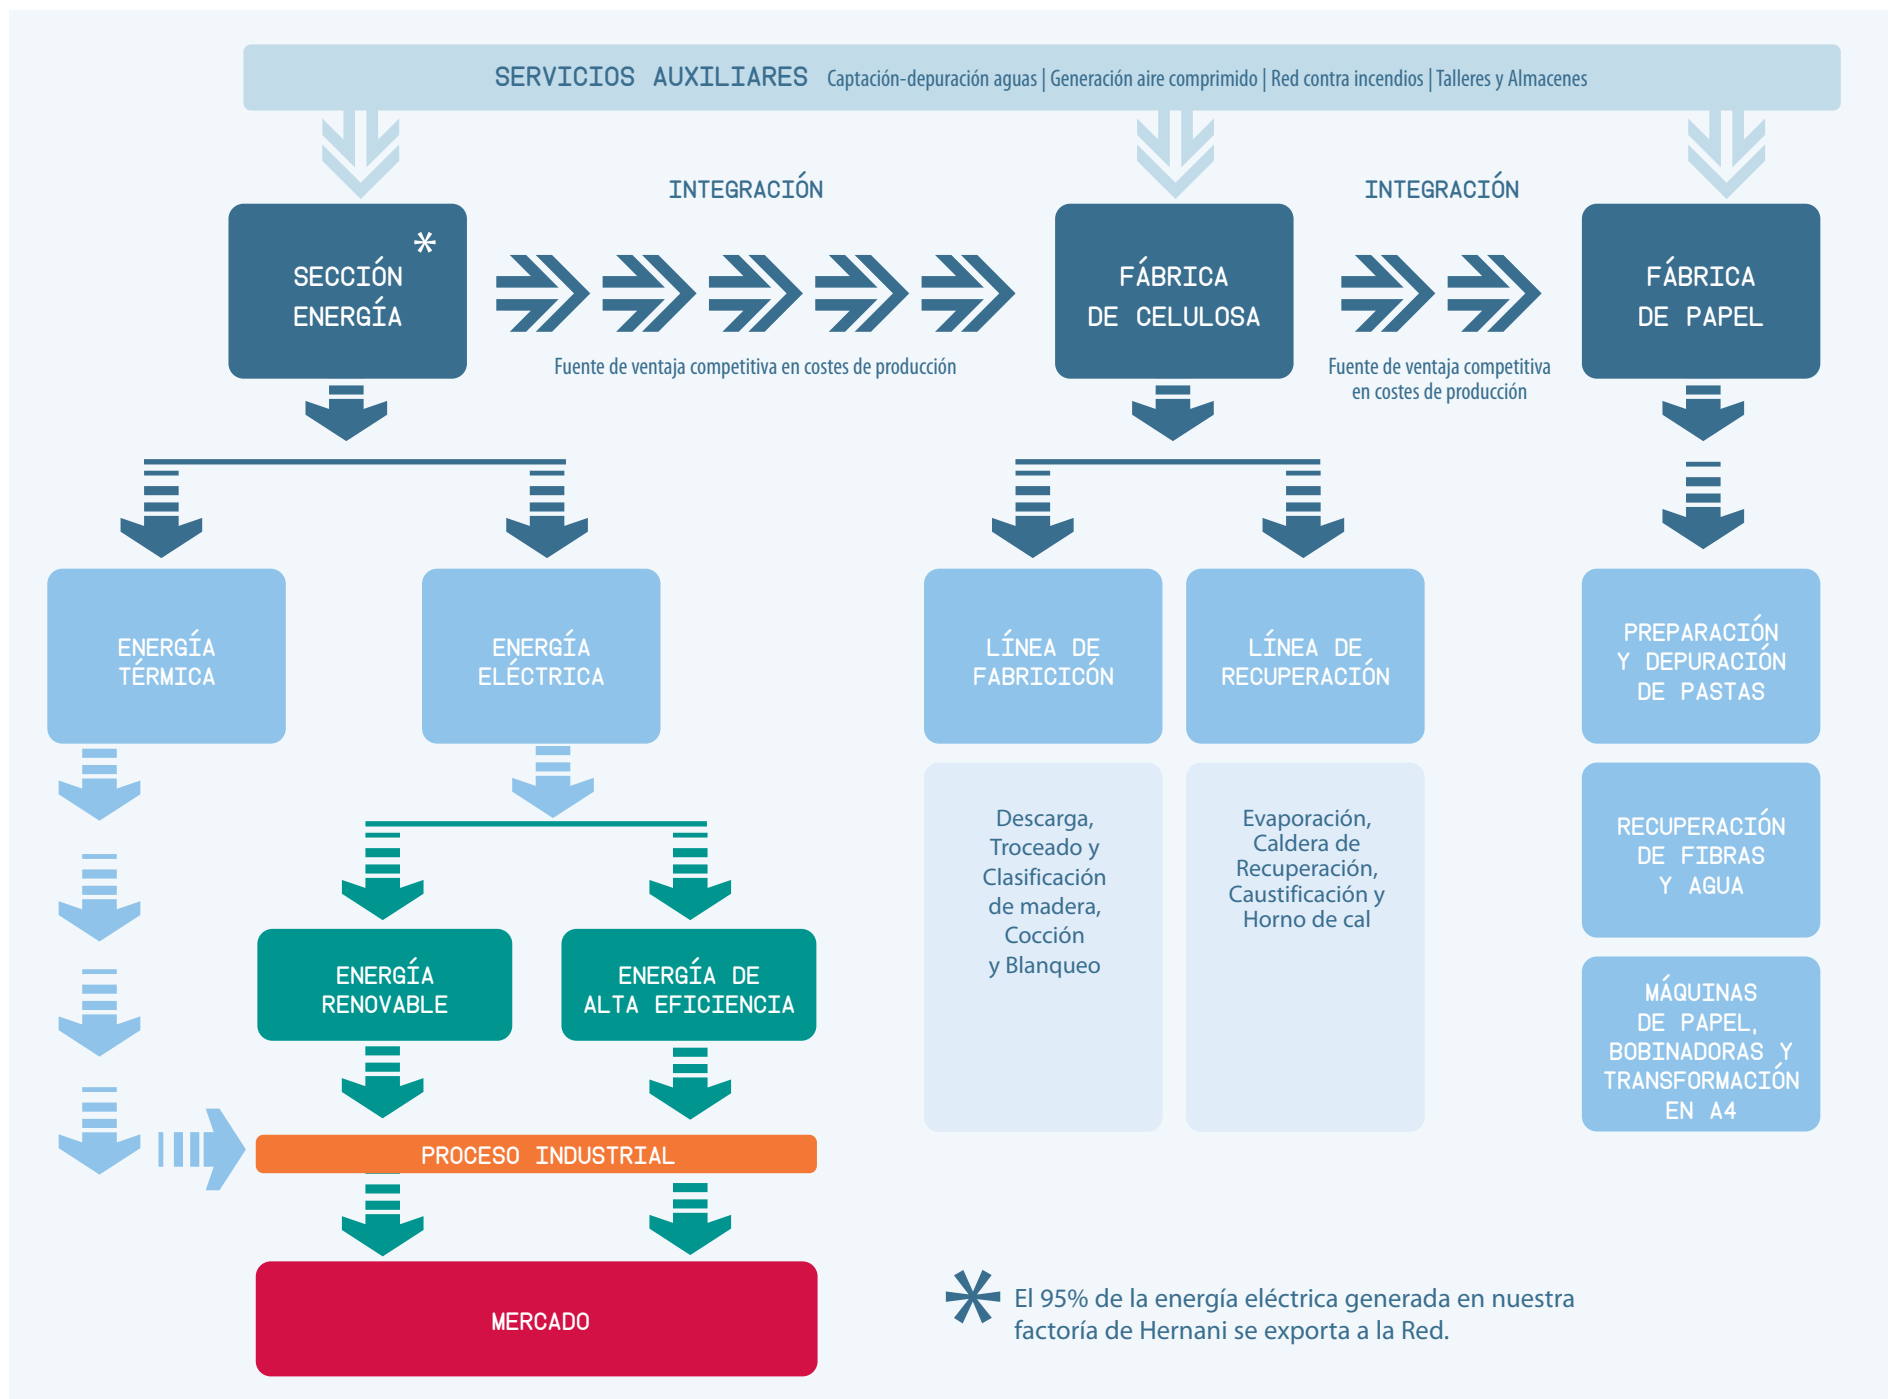 SERVICIOS AUXILIARES Captación-depuración aguas | Generación aire comprimido | Red contra incendios | Talleres y Almacenes
INTEGRACIÓN
INTEGRACIÓN
*
SECCIÓN
ENERGÍA
FÁBRICA
DE CELULOSA
FÁBRICA
DE PAPEL
Fuente de ventaja competitiva en costes de producción
Fuente de ventaja competitiva
en costes de producción
ENERGÍA
TÉRMICA
ENERGÍA
ELÉCTRICA
LÍNEA DE
FABRICICÓN
LÍNEA DE
RECUPERACIÓN
PREPARACIÓN
Y DEPURACIÓN
DE PASTAS
Descarga,
Troceado y
Clasificación
de madera,
Cocción
y Blanqueo
Evaporación,
Caldera de
Recuperación,
Caustificación y
Horno de cal
RECUPERACIÓN
DE FIBRAS
Y AGUA
ENERGÍA
RENOVABLE
ENERGÍA DE
ALTA EFICIENCIA
MÁQUINAS
DE PAPEL,
BOBINADORAS Y
TRANSFORMACIÓN
EN A4
PROCESO INDUSTRIAL
MERCADO
* El 95% de la energía eléctrica generada en nuestra
factoría de Hernani se exporta a la Red.